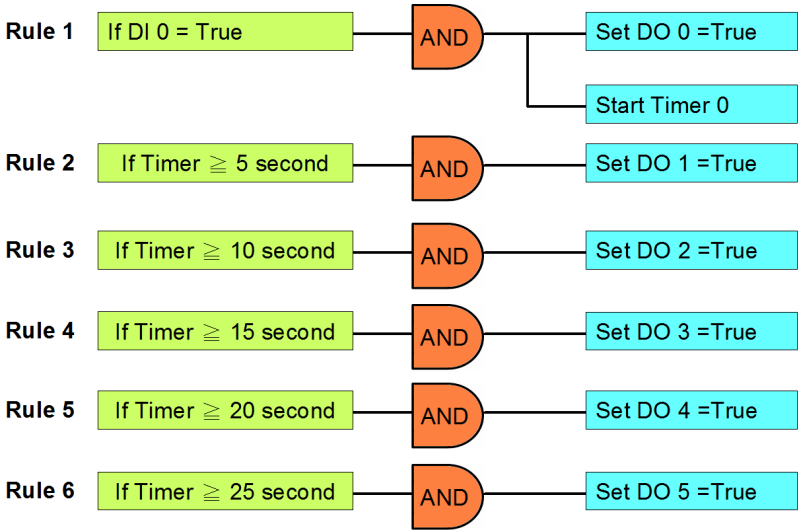 Rule 1 If DI 0 = True AND Set DO 0 =True
Start Timer 0
Rule 2 If Timer ≧ 5 second AND Set DO 1 =True
Rule 3 If Timer ≧ 10 second AND Set DO 2 =True
Rule 4 If Timer ≧ 15 second AND Set DO 3 =True
Rule 5 If Timer ≧ 20 second AND Set DO 4 =True
Rule 6 If Timer ≧ 25 second AND Set DO 5 =True